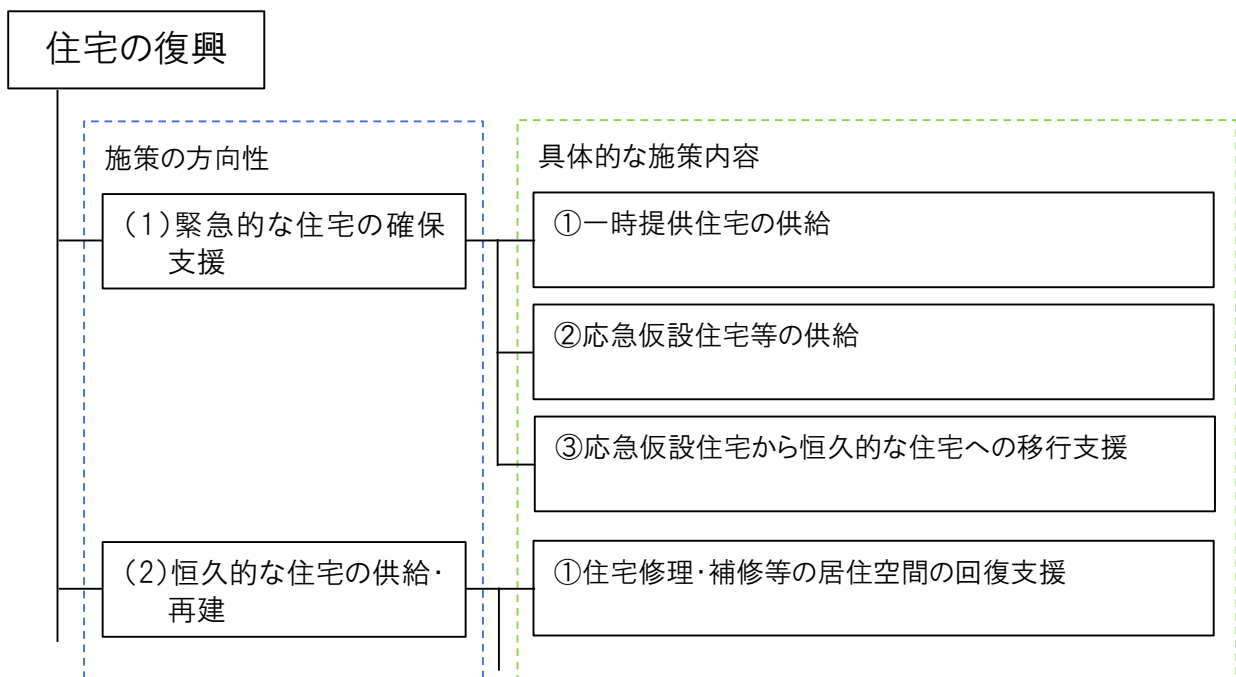 住宅の復興
施策の方向性
具体的な施策内容
(1)緊急的な住宅の確保
支援
①一時提供住宅の供給
②応急仮設住宅等の供給
③応急仮設住宅から恒久的な住宅への移行支援
(2)恒久的な住宅の供給・
再建
①住宅修理・補修等の居住空間の回復支援